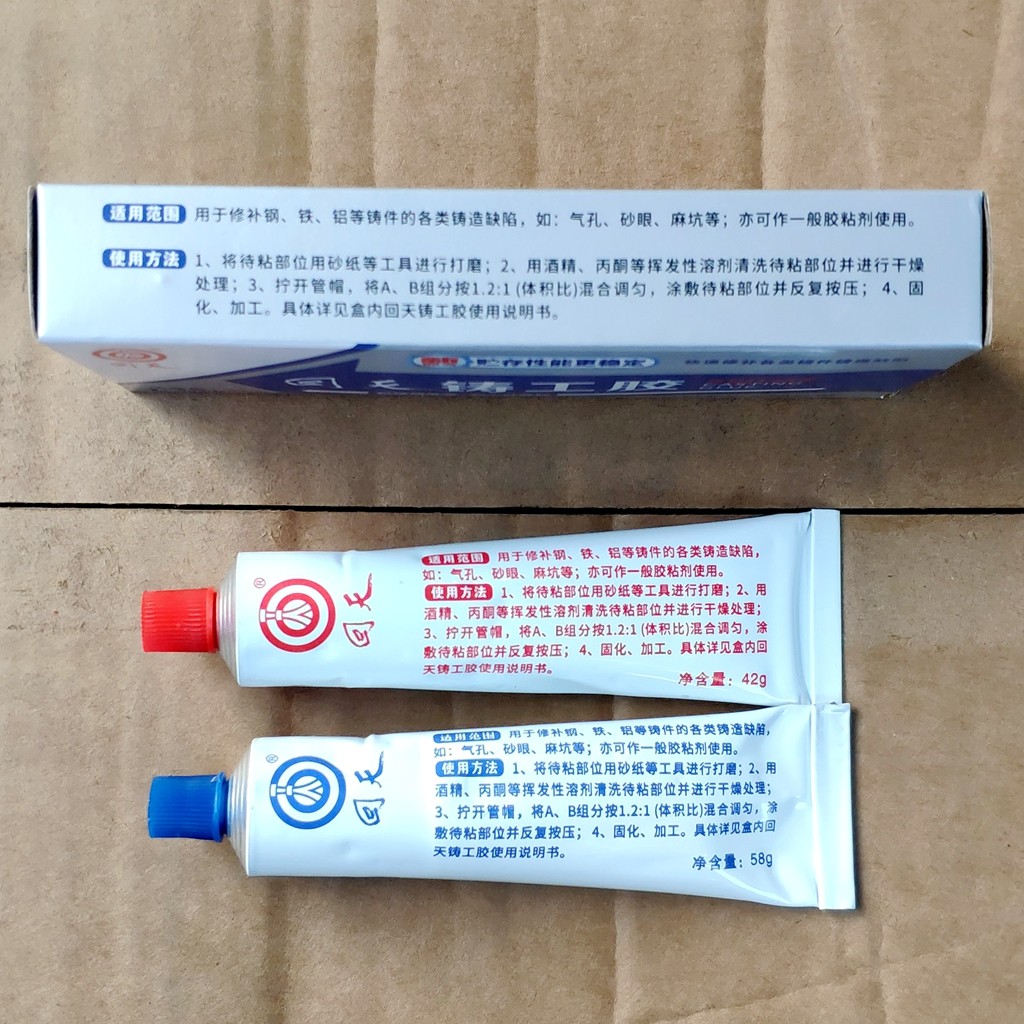 适用范围 用于修补钢、铁、铝等铸件的各类铸造缺陷，如：气孔、砂眼、麻坑等；亦可作一般胶粘剂使用。
使用方法 1、将待粘部位用砂纸等工具进行打磨；2、用酒精、丙酮等挥发性溶剂清洗待粘部位并进行干燥
处理；3、拧开管帽，将A、B组分按1.2:1 (体积比)混合调匀，涂敷待粘部位并反复按压；4、固
化、加工。具体详见盒内回天铸工胶使用说明书。
回天
贮存性能更稳定
回天铸工胶 CASTING
® 回天
适用范围 用于修补钢、铁、铝等铸件的各类铸造缺陷，
如：气孔、砂眼、麻坑等；亦可作一般胶粘剂使用。
使用方法 1、将待粘部位用砂纸等工具进行打磨；2、用
酒精、丙酮等挥发性溶剂清洗待粘部位并进行干燥处理；
3、拧开管帽，将A、B组分按1.2:1 (体积比)混合调匀，涂
敷待粘部位并反复按压；4、固化、加工。具体详见盒内回
天铸工胶使用说明书。
净含量：42g
® 回天
适用范围 用于修补钢、铁、铝等铸件的各类铸造缺陷，
如：气孔、砂眼、麻坑等；亦可作一般胶粘剂使用。
使用方法 1、将待粘部位用砂纸等工具进行打磨；2、用
酒精、丙酮等挥发性溶剂清洗待粘部位并进行干燥处理；
3、拧开管帽，将A、B组分按1.2:1 (体积比)混合调匀，涂
敷待粘部位并反复按压；4、固化、加工。具体详见盒内回
天铸工胶使用说明书。
净含量：58g